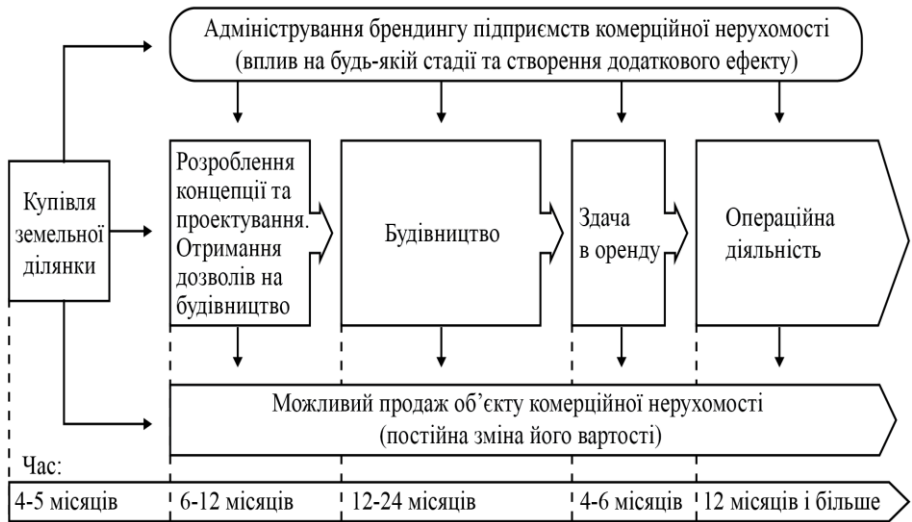 Адміністрування брендингу підприємств комерційної нерухомості
(вплив на будь-якій стадії та створення додаткового ефекту)
Купівля
земельної
ділянки
Розроблення
концепції та
проектування.
Отримання
дозволів на
будівництво
Будівництво
Здача
в оренду
Операційна
діяльність
Можливий продаж об’єкту комерційної нерухомості
(постійна зміна його вартості)
Час:
4-5 місяців
6-12 місяців
12-24 місяців
4-6 місяців
12 місяців і більше